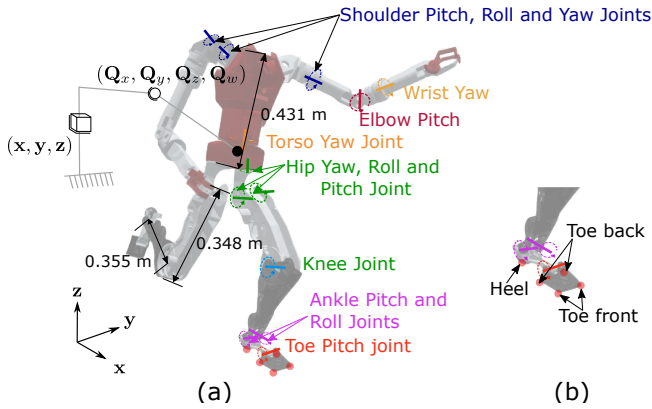 Shoulder Pitch, Roll and Yaw Joints
(Q_x, Q_y, Q_z, Q_w)
Wrist Yaw
0.431 m
Elbow Pitch
(x, y, z)
Torso Yaw Joint
Hip Yaw, Roll and
Pitch Joint
Toe back
0.348 m
0.355 m
Knee Joint
Heel
z
Ankle Pitch and
Roll Joints
Toe front
y
Toe Pitch joint
x
(a)
(b)